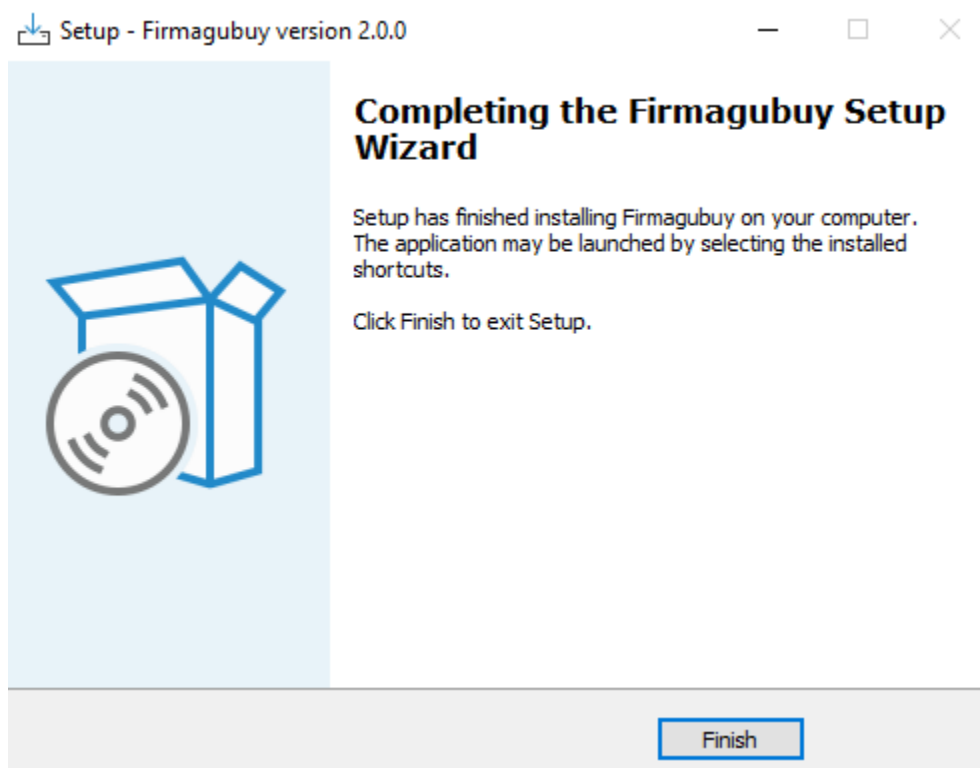 Setup - Firmagubuy version 2.0.0
Completing the Firmagubuy Setup
Wizard
Setup has finished installing Firmagubuy on your computer.
The application may be launched by selecting the installed
shortcuts.
Click Finish to exit Setup.
Finish